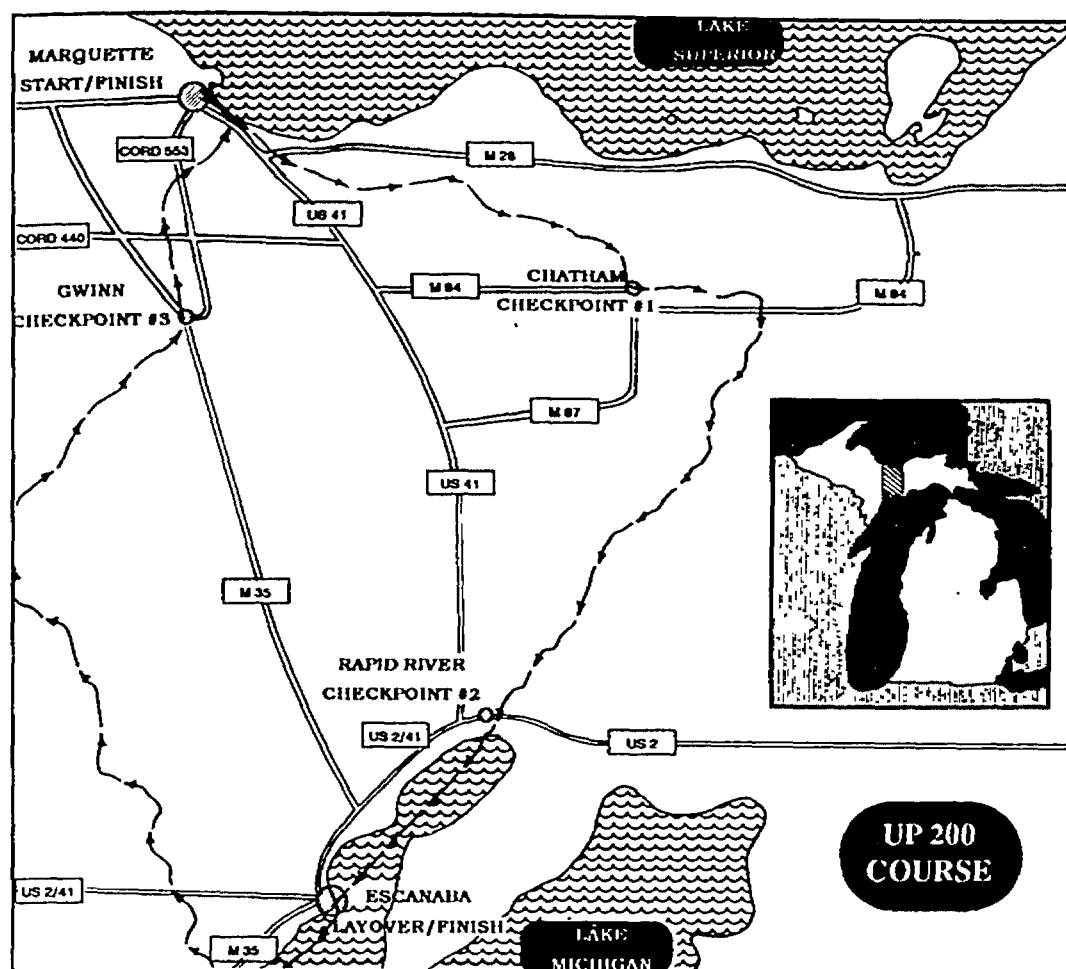 LAKE
SUPERIOR
MARQUETTE
START/FINISH
CORD 553
M 28
US 41
CORD 440
GWINN
CHECKPOINT #3
M 94
CHATHAM
CHECKPOINT #1
M 94
M 67
US 41
M 35
RAPID RIVER
CHECKPOINT #2
US 2/41
US 2
UP 200
COURSE
US 2/41
ESCANABA
LAYOVER/FINISH
M 35
LAKE
MICHIGAN